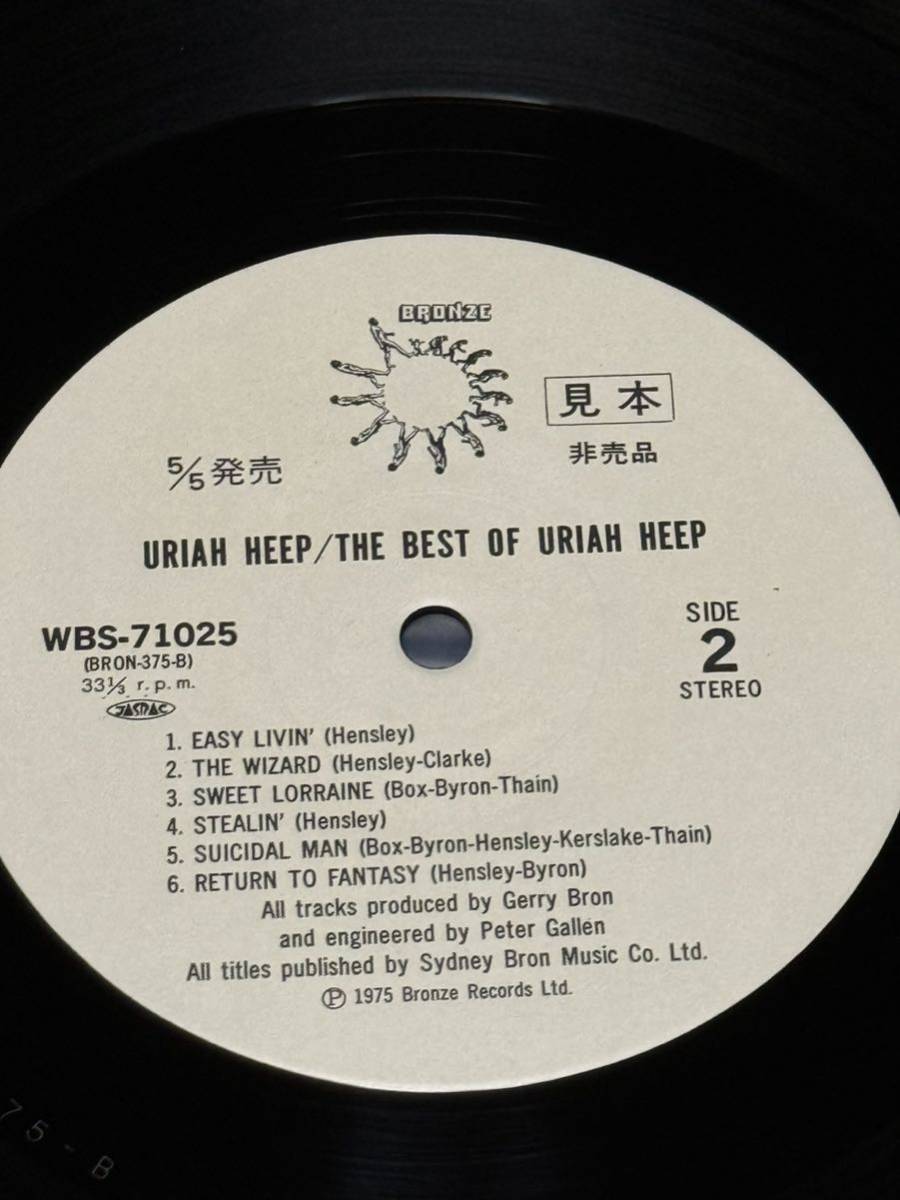 BRONZE
見本
非売品
5/5発売
URIAH HEEP/THE BEST OF URIAH HEEP
WBS-71025
(BRON-375-B)
33⅓ r.p.m.
JASRAC
SIDE
2
STEREO
1. EASY LIVIN' (Hensley)
2. THE WIZARD (Hensley-Clarke)
3. SWEET LORRAINE (Box-Byron-Thain)
4. STEALIN' (Hensley)
5. SUICIDAL MAN (Box-Byron-Hensley-Kerslake-Thain)
6. RETURN TO FANTASY (Hensley-Byron)
All tracks produced by Gerry Bron
and engineered by Peter Gallen
All titles published by Sydney Bron Music Co. Ltd.
Ⓟ 1975 Bronze Records Ltd.
75-B